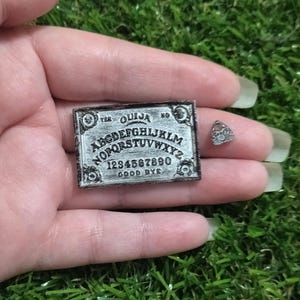 YES OUIJA NO
ABCDEFGHIJKLM
NOPQRSTUVWXYZ
1234567890
GOOD BYE